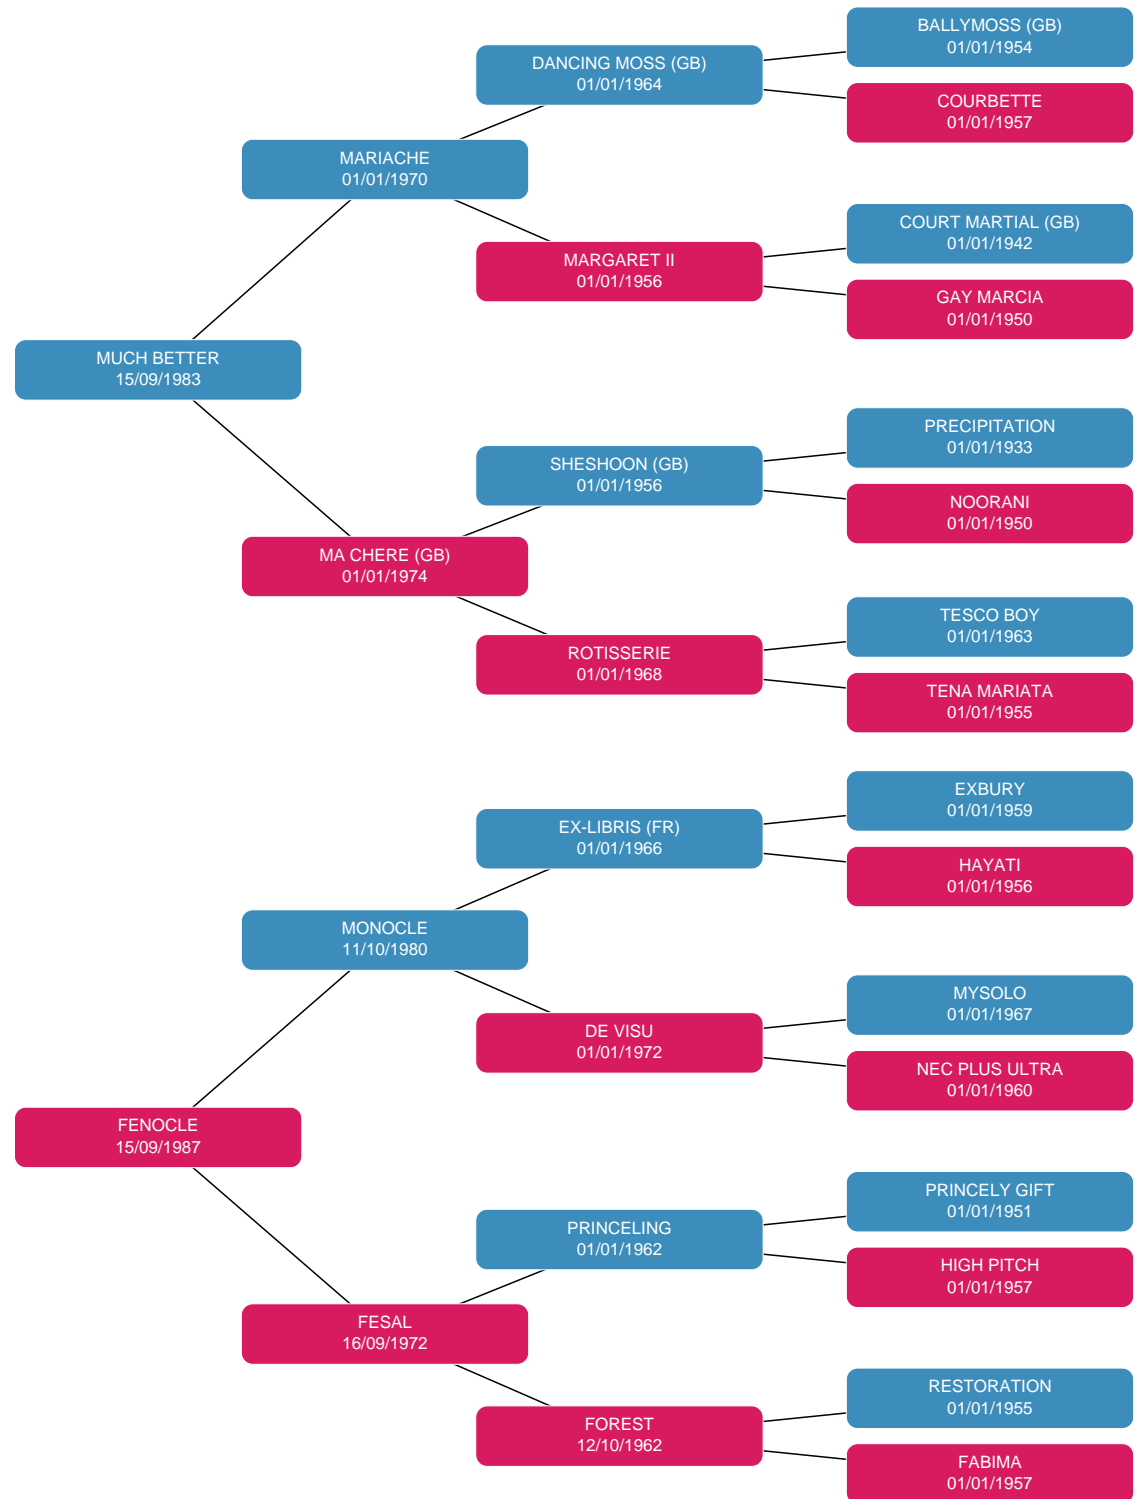 BALLYMOSS (GB)
01/01/1954
DANCING MOSS (GB)
01/01/1964
COURBETTE
01/01/1957
MARIACHE
01/01/1970
COURT MARTIAL (GB)
01/01/1942
MARGARET II
01/01/1956
GAY MARCIA
01/01/1950
MUCH BETTER
15/09/1983
PRECIPITATION
01/01/1933
SHESHOON (GB)
01/01/1956
NOORANI
01/01/1950
MA CHERE (GB)
01/01/1974
TESCO BOY
01/01/1963
ROTISSERIE
01/01/1968
TENA MARIATA
01/01/1955
EXBURY
01/01/1959
EX-LIBRIS (FR)
01/01/1966
HAYATI
01/01/1956
MONOCLE
11/10/1980
MYSOLO
01/01/1967
DE VISU
01/01/1972
NEC PLUS ULTRA
01/01/1960
FENOCLE
15/09/1987
PRINCELY GIFT
01/01/1951
PRINCELING
01/01/1962
HIGH PITCH
01/01/1957
FESAL
16/09/1972
RESTORATION
01/01/1955
FOREST
12/10/1962
FABIMA
01/01/1957